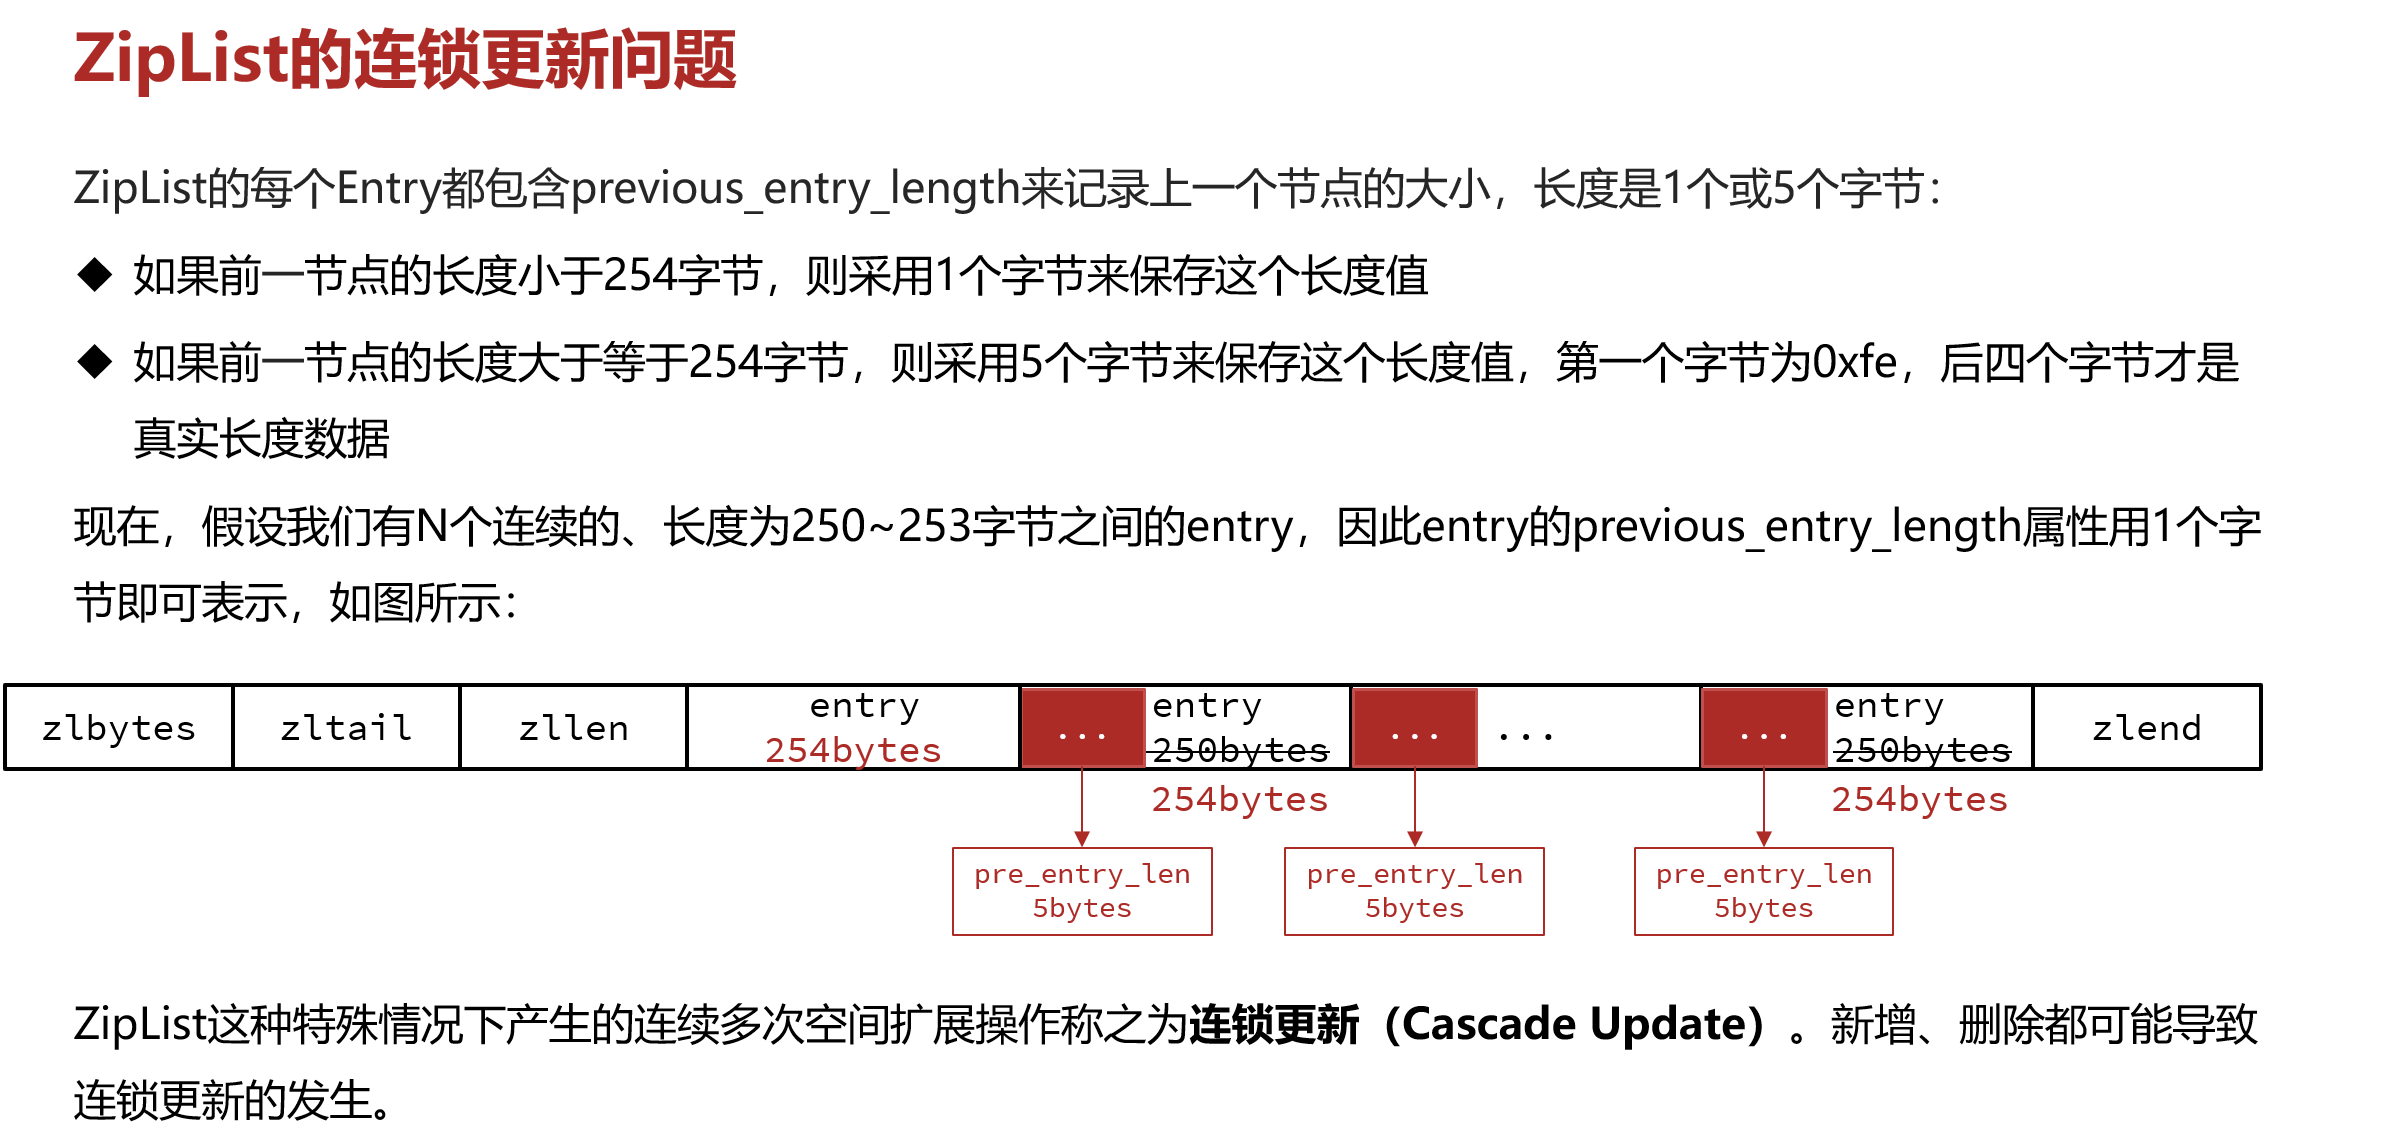 ZipList的连锁更新问题
ZipList的每个Entry都包含previous_entry_length来记录上一个节点的大小，长度是1个或5个字节：
◆ 如果前一节点的长度小于254字节，则采用1个字节来保存这个长度值
◆ 如果前一节点的长度大于等于254字节，则采用5个字节来保存这个长度值，第一个字节为0xfe，后四个字节才是
真实长度数据
现在，假设我们有N个连续的、长度为250~253字节之间的entry，因此entry的previous_entry_length属性用1个字
节即可表示，如图所示：
zlbytes
zltail
zllen
entry
254bytes
...
entry
250bytes
254bytes
...
...
...
entry
250bytes
254bytes
zlend
pre_entry_len
5bytes
pre_entry_len
5bytes
pre_entry_len
5bytes
ZipList这种特殊情况下产生的连续多次空间扩展操作称之为连锁更新（Cascade Update）。新增、删除都可能导致
连锁更新的发生。